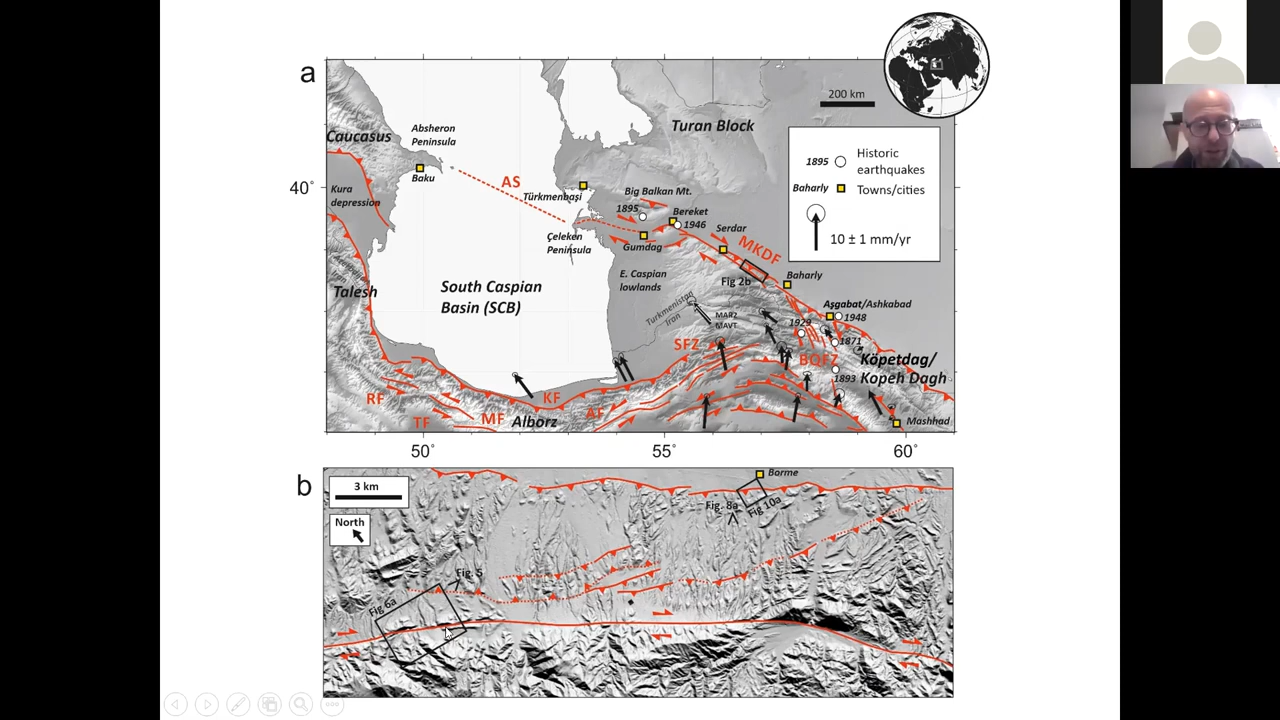 a
200 km
Caucasus
Absheron
Peninsula
Turan Block
1895
Historic
earthquakes
Baku
AS
Türkmenbaşi
Big Balkan Mt.
Baharly
Towns/cities
40°
Kura
depression
1895
Bereket
1946
Serdar
10 ± 1 mm/yr
Çeleken
Peninsula
Gumdag
MKDF
E. Caspian
lowlands
Fig 2b
Baharly
Talesh
South Caspian
Basin (SCB)
Turkmenistan
Iran
MAR2
MAVT
Aşgabat/Ashkabad
1948
1929
1871
SFZ
BQFZ
Köpetdag/
Kopeh Dagh
1893
RF
TF
MF
Alborz
KF
AF
Mashhad
50°
55°
60°
b
3 km
North
Borme
Fig. 8a
Fig 10a
Fig. 5
Fig 6a